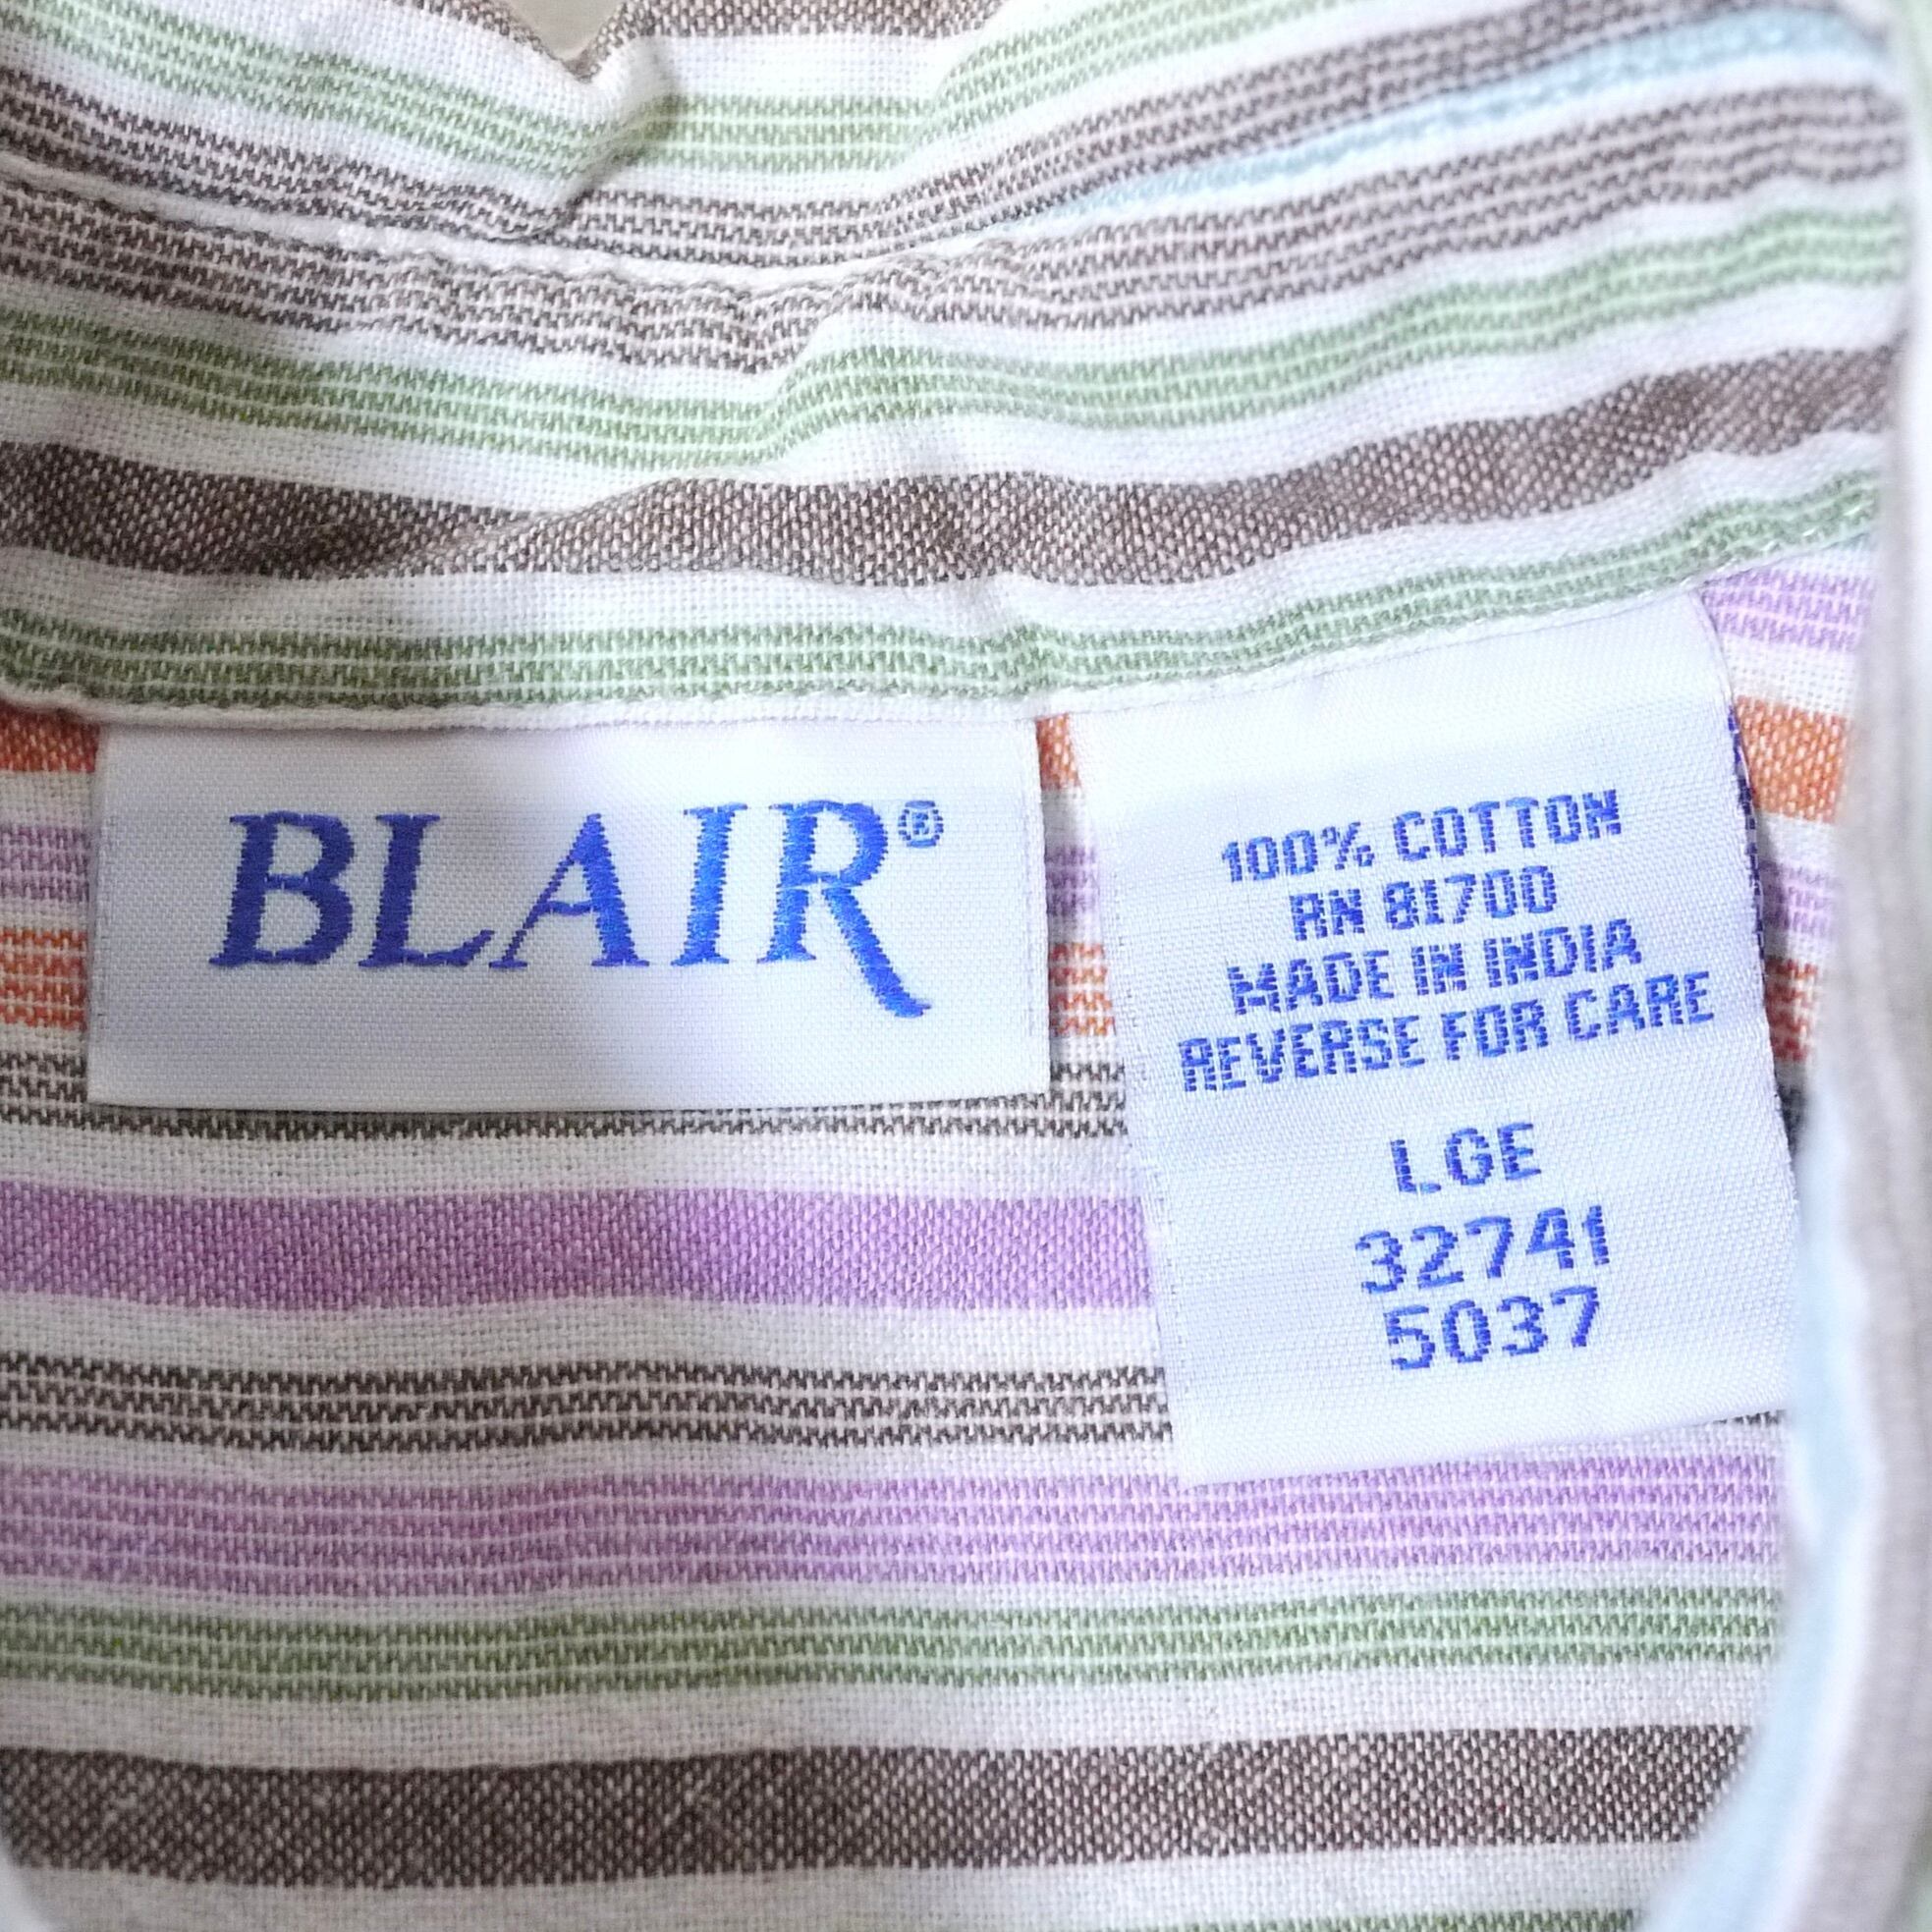 BLAIR®
100% COTTON
RN 81700
MADE IN INDIA
REVERSE FOR CARE
LGE
32741
5037